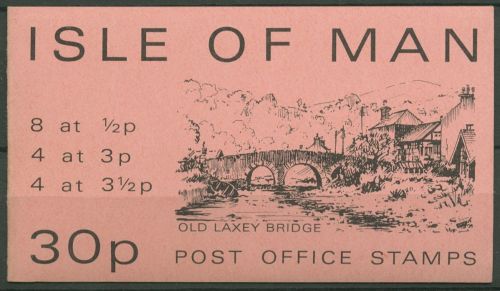 ISLE OF MAN
8 at ½p
4 at 3p
4 at 3½p
OLD LAXEY BRIDGE
30p POST OFFICE STAMPS